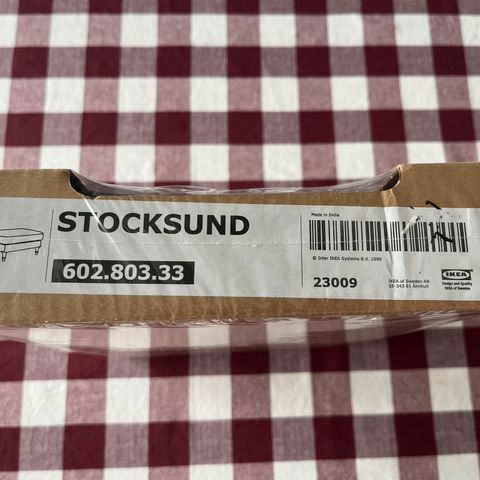 STOCKSUND
602.803.33
Made in India
© Inter IKEA Systems B.V. 1999
23009
IKEA of Sweden AB
SE-343 81 Älmhult
IKEA
Design and Quality
IKEA of Sweden